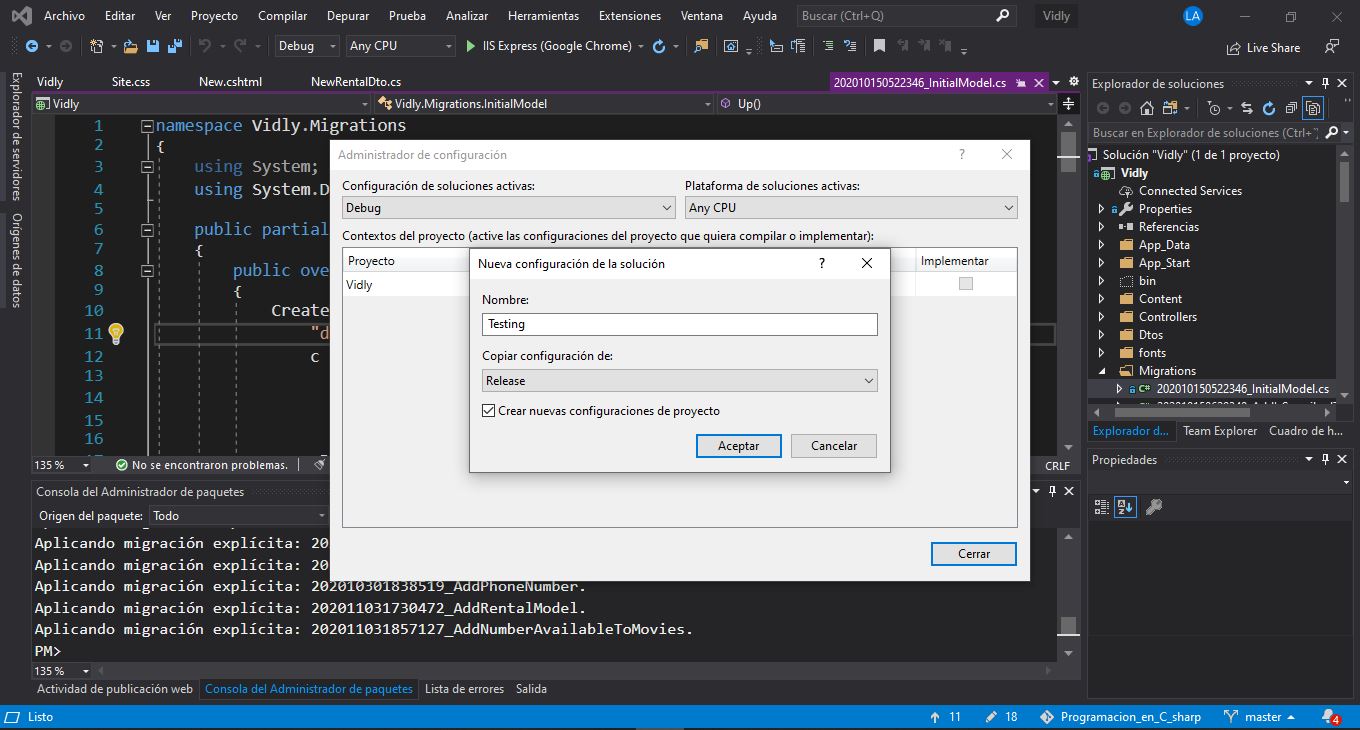 Archivo Editar Ver Proyecto Compilar Depurar Prueba Analizar Herramientas Extensiones Ventana Ayuda Buscar (Ctrl+Q) Vidly LA
Debug Any CPU IIS Express (Google Chrome) Live Share
Explorador de servidores
Orígenes de datos
Vidly Site.css New.cshtml NewRentalDto.cs 202010150522346_InitialModel.cs
Vidly Vidly.Migrations.InitialModel Up()
1 namespace Vidly.Migrations
2 {
3 using System;
4 using System.D
5
6 public partial
7 {
8 public ove
9 {
10 Create
11 "d
12 c
13
14
15
16
135 % No se encontraron problemas. CRLF
Administrador de configuración ?
Configuración de soluciones activas: Plataforma de soluciones activas:
Debug Any CPU
Contextos del proyecto (active las configuraciones del proyecto que quiera compilar o implementar):
Proyecto Implementar
Vidly
Cerrar
Nueva configuración de la solución ?
Nombre:
Testing
Copiar configuración de:
Release
Crear nuevas configuraciones de proyecto
Aceptar Cancelar
Consola del Administrador de paquetes
Origen del paquete: Todo
Aplicando migración explícita: 20
Aplicando migración explícita: 20
Aplicando migración explícita: 202010301838519_AddPhoneNumber.
Aplicando migración explícita: 202011031730472_AddRentalModel.
Aplicando migración explícita: 202011031857127_AddNumberAvailableToMovies.
PM>
135 %
Actividad de publicación web Consola del Administrador de paquetes Lista de errores Salida
Explorador de soluciones
Buscar en Explorador de soluciones (Ctrl+
Solución "Vidly" (1 de 1 proyecto)
Vidly
Connected Services
Properties
Referencias
App_Data
App_Start
bin
Content
Controllers
Dtos
fonts
Migrations
C# 202010150522346_InitialModel.cs
Explorador d... Team Explorer Cuadro de h...
Propiedades
Listo 11 18 Programacion_en_C_sharp master 4